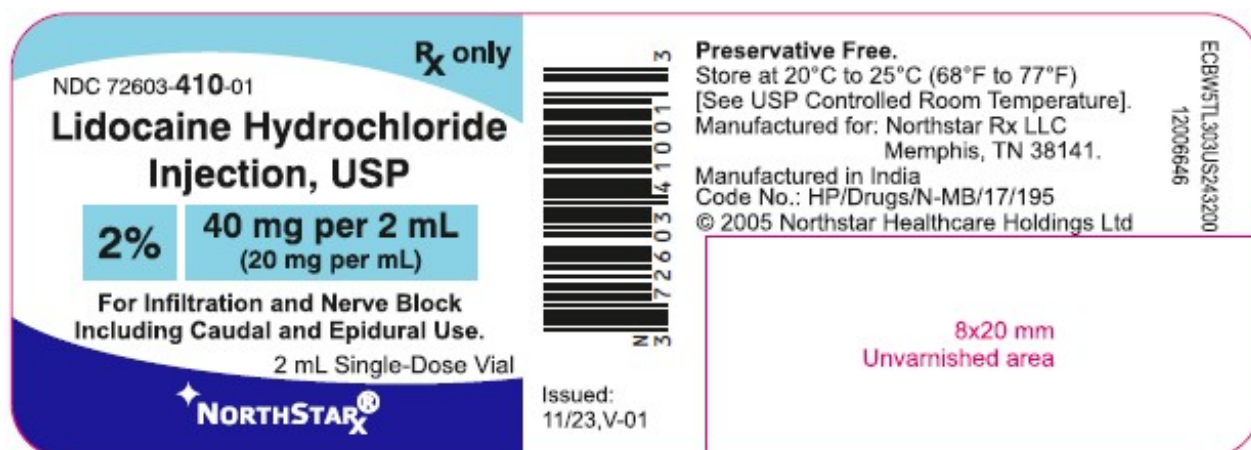 Rx only
NDC 72603-410-01
Lidocaine Hydrochloride
Injection, USP
2%
40 mg per 2 mL
(20 mg per mL)
For Infiltration and Nerve Block
Including Caudal and Epidural Use.
2 mL Single-Dose Vial
NORTHSTARx®
N
3 72603 41001 3
Issued:
11/23,V-01
Preservative Free.
Store at 20°C to 25°C (68°F to 77°F)
[See USP Controlled Room Temperature].
Manufactured for: Northstar Rx LLC
Memphis, TN 38141.
Manufactured in India
Code No.: HP/Drugs/N-MB/17/195
© 2005 Northstar Healthcare Holdings Ltd
ECBW5TL303US243200
12006646
8x20 mm
Unvarnished area